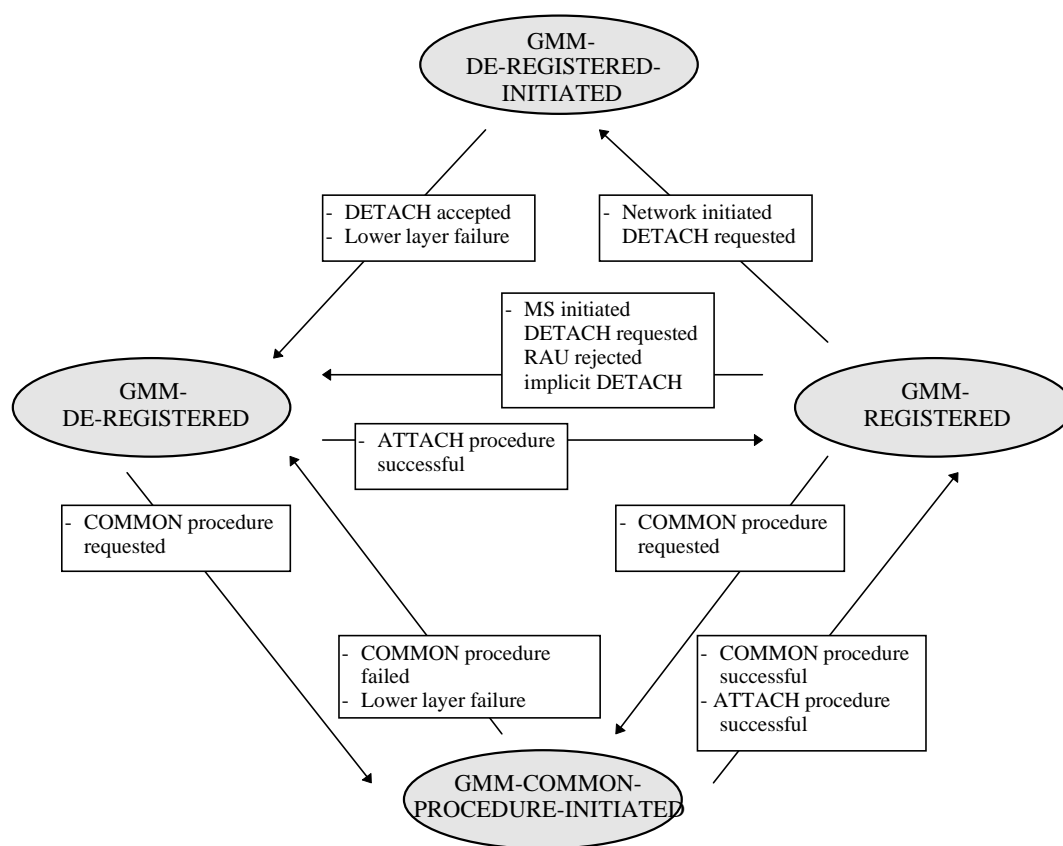 GMM-
DE-REGISTERED-
INITIATED
- DETACH accepted
- Lower layer failure
- Network initiated
DETACH requested
- MS initiated
DETACH requested
RAU rejected
implicit DETACH
GMM-
DE-REGISTERED
GMM-
REGISTERED
- ATTACH procedure
successful
- COMMON procedure
requested
- COMMON procedure
requested
- COMMON procedure
failed
- Lower layer failure
- COMMON procedure
successful
- ATTACH procedure
successful
GMM-COMMON-
PROCEDURE-INITIATED